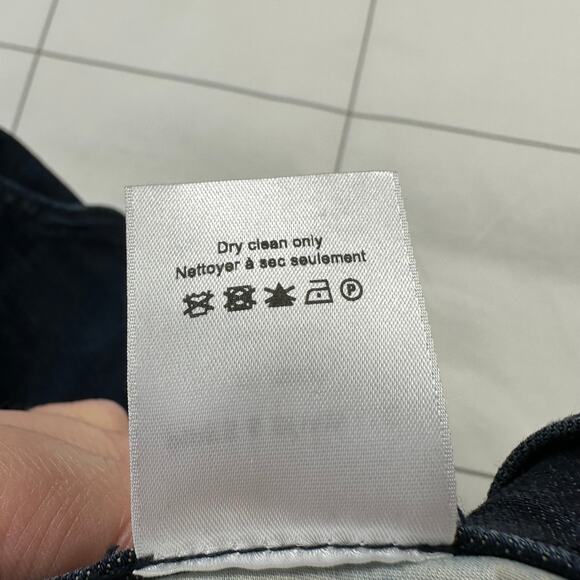 Dry clean only
Nettoyer à sec seulement
P